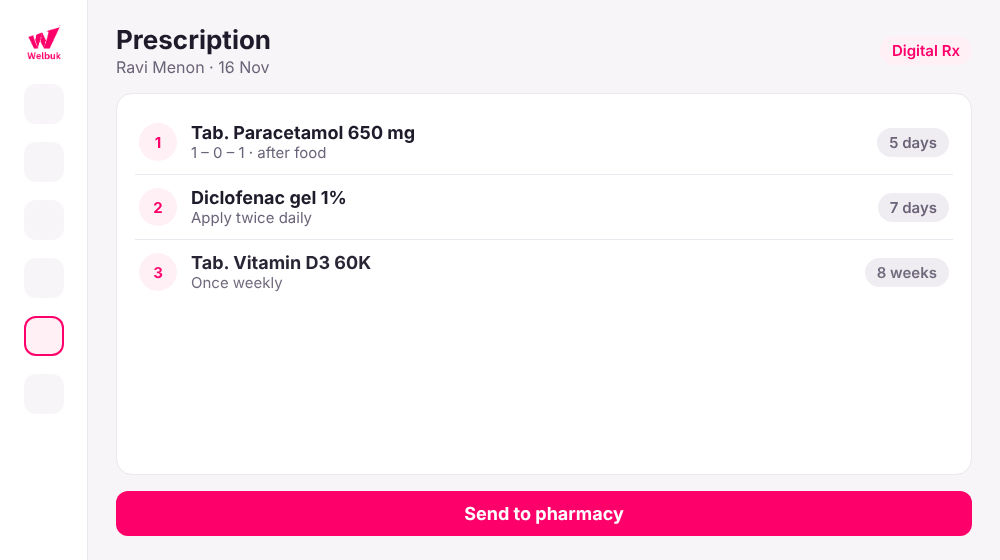 Welbuk
Prescription
Ravi Menon · 16 Nov
Digital Rx
1
Tab. Paracetamol 650 mg
1 – 0 – 1 · after food
5 days
2
Diclofenac gel 1%
Apply twice daily
7 days
3
Tab. Vitamin D3 60K
Once weekly
8 weeks
Send to pharmacy